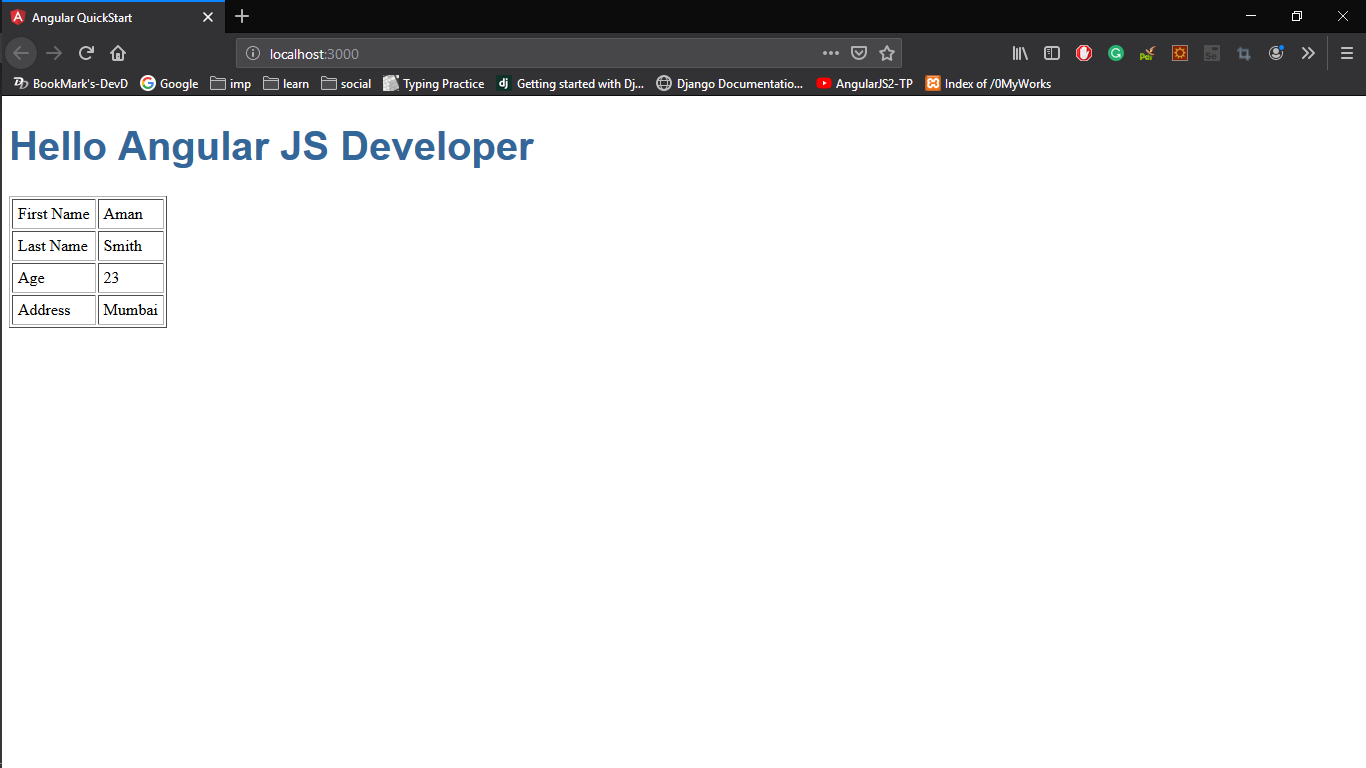 Angular QuickStart
localhost:3000
BookMark's-DevD Google imp learn social Typing Practice Getting started with Dj... Django Documentatio... AngularJS2-TP Index of /0MyWorks
Hello Angular JS Developer
First Name Aman
Last Name Smith
Age 23
Address Mumbai